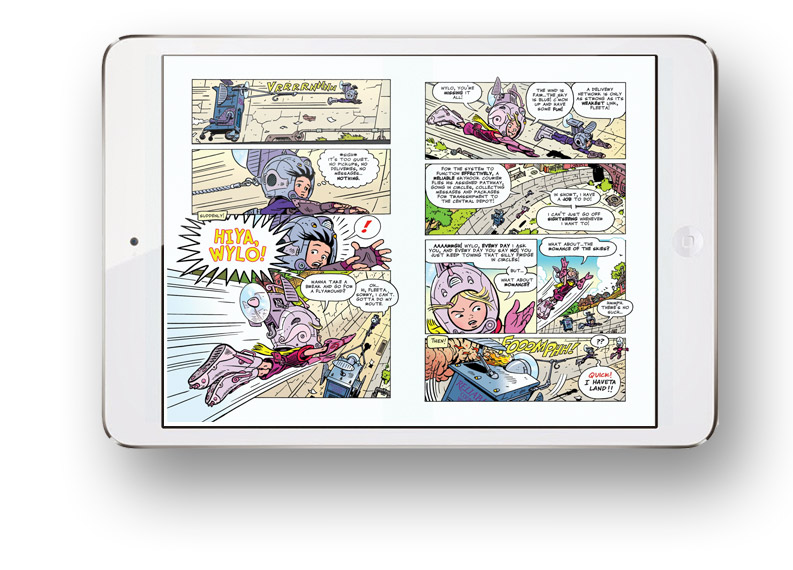 VRRRRMMMM
*SIGH*
IT'S TOO QUIET.
NO PICKUPS, NO
DELIVERIES, NO
MESSAGES...
NOTHING.
SUDDENLY!
HIYA,
WYLO!
!
WANNA TAKE A
BREAK AND GO FOR
A FLYAROUND?
OH...
HI, FLEETA.
SORRY, I CAN'T.
GOTTA DO MY
ROUTE.
WYLO, YOU'RE
MISSING IT
ALL!
THE WIND IS
FAIR...THE SKY
IS BLUE! C'MON
UP AND HAVE
SOME FUN!
A DELIVERY
NETWORK IS ONLY
AS STRONG AS ITS
WEAKEST LINK,
FLEETA!
FOR THE SYSTEM TO
FUNCTION EFFECTIVELY, A
RELIABLE SKYHOOK COURIER
FLIES HIS ASSIGNED PATHWAY,
GOING IN CIRCLES, COLLECTING
MESSAGES AND PACKAGES
FOR TRANSSHIPMENT TO
THE CENTRAL DEPOT!
IN SHORT, I HAVE
A JOB TO DO!
I CAN'T JUST GO OFF
SIGHTSEEING WHENEVER
I WANT TO!
AAAAHHGH! WYLO, EVERY DAY I ASK
YOU, AND EVERY DAY YOU SAY NO! YOU
JUST KEEP TOWING THAT SILLY FRIDGE
IN CIRCLES!
BUT...
WHAT ABOUT
ROMANCE?
WHAT ABOUT...THE
ROMANCE OF THE SKIES?
HMMPH.
THERE'S NO
SUCH...
THEN!
FOOOMPHH!
??
QUICK!
I HAVETA
LAND!!